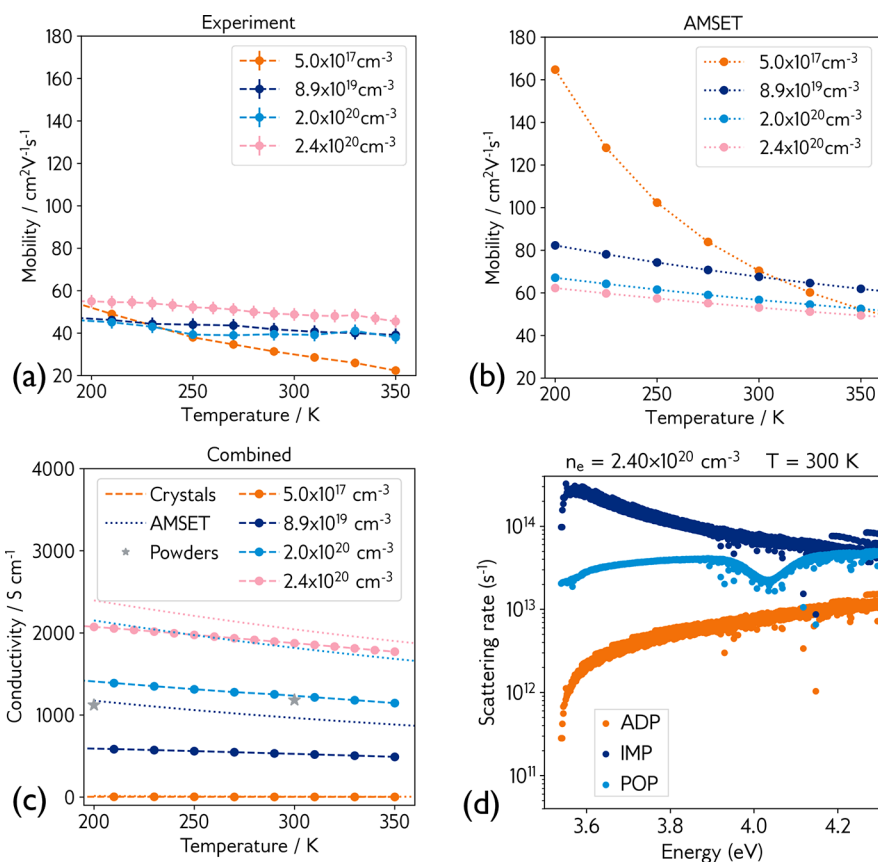 Experiment
180
160
140
120
100
80
60
40
20
200
250
300
350
Mobility / cm²V⁻¹s⁻¹
Temperature / K
5.0x10¹⁷cm⁻³
8.9x10¹⁹cm⁻³
2.0x10²⁰cm⁻³
2.4x10²⁰cm⁻³
(a)
AMSET
180
160
140
120
100
80
60
40
20
200
250
300
350
Mobility / cm²V⁻¹s⁻¹
Temperature / K
5.0x10¹⁷cm⁻³
8.9x10¹⁹cm⁻³
2.0x10²⁰cm⁻³
2.4x10²⁰cm⁻³
(b)
Combined
4000
3000
2000
1000
0
200
250
300
350
Conductivity / S cm⁻¹
Temperature / K
Crystals
AMSET
Powders
5.0x10¹⁷ cm⁻³
8.9x10¹⁹ cm⁻³
2.0x10²⁰ cm⁻³
2.4x10²⁰ cm⁻³
(c)
nₑ = 2.40×10²⁰ cm⁻³ T = 300 K
10¹⁴
10¹³
10¹²
10¹¹
3.6
3.8
4.0
4.2
Scattering rate (s⁻¹)
Energy (eV)
ADP
IMP
POP
(d)